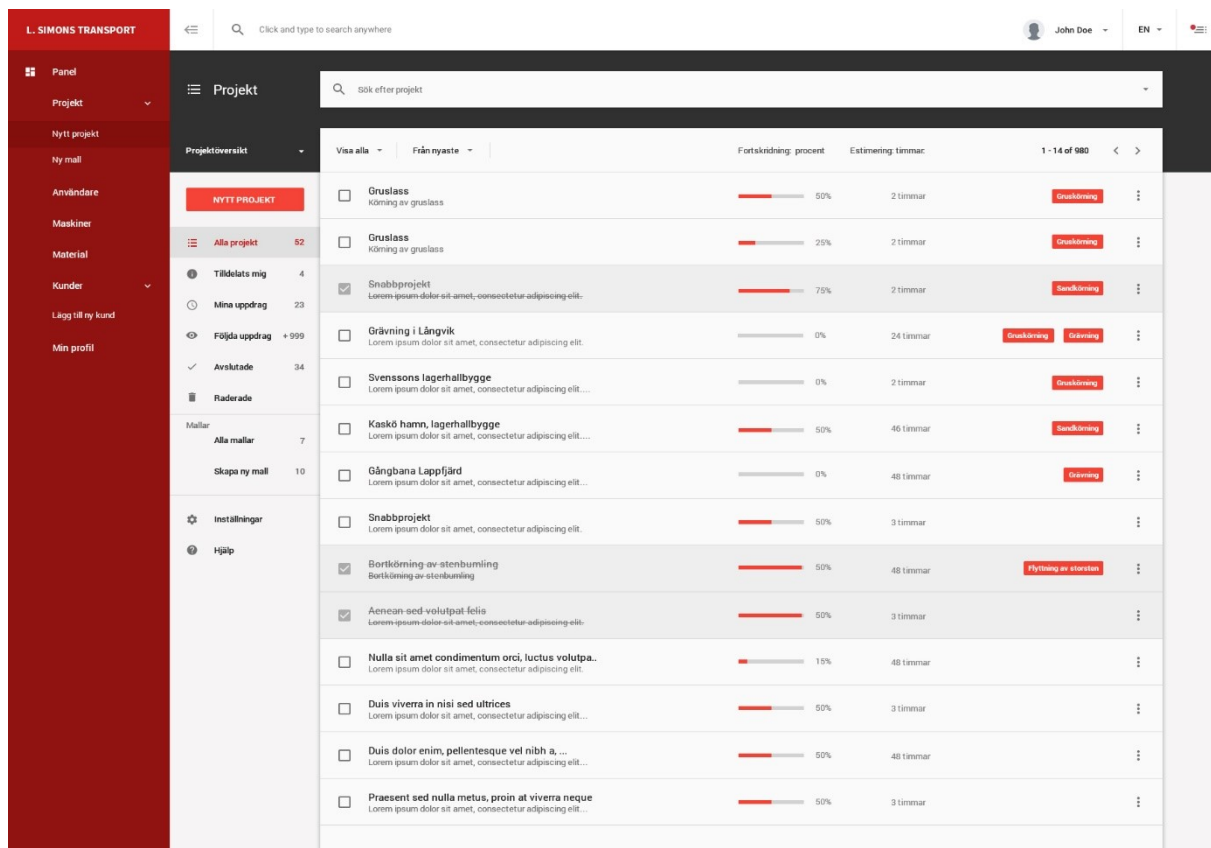 L. SIMONS TRANSPORT
Click and type to search anywhere
John Doe
EN
Panel
Projekt
Nytt projekt
Ny mall
Användare
Maskiner
Material
Kunder
Lägg till ny kund
Min profil
Projekt
Sök efter projekt
Projektöversikt
NYTT PROJEKT
Alla projekt 52
Tilldelats mig 4
Mina uppdrag 23
Följda uppdrag +999
Avslutade 34
Raderade
Mallar
Alla mallar 7
Skapa ny mall 10
Inställningar
Hjälp
Visa alla Från nyaste Fortskridning: procent Estimering: timmar. 1 - 14 of 980
Gruslass
Körning av gruslass
50% 2 timmar Gruskörning
Gruslass
Körning av gruslass
25% 2 timmar Gruskörning
Snabbprojekt
Lorem ipsum dolor sit amet, consectetur adipiscing elit.
75% 2 timmar Sandkörning
Grävning i Långvik
Lorem ipsum dolor sit amet, consectetur adipiscing elit.
0% 24 timmar Gruskörning Grävning
Svenssons lagerhallbygge
Lorem ipsum dolor sit amet, consectetur adipiscing elit....
0% 2 timmar Gruskörning
Kaskö hamn, lagerhallbygge
Lorem ipsum dolor sit amet, consectetur adipiscing elit....
50% 46 timmar Sandkörning
Gångbana Lappfjärd
Lorem ipsum dolor sit amet, consectetur adipiscing elit...
0% 48 timmar Grävning
Snabbprojekt
Lorem ipsum dolor sit amet, consectetur adipiscing elit.
50% 3 timmar
Bortkörning av stenbumling
Bortkörning av stenbumling
50% 48 timmar Flyttning av storsten
Aenean sed volutpat felis
Lorem ipsum dolor sit amet, consectetur adipiscing elit.
50% 3 timmar
Nulla sit amet condimentum orci, luctus volutpa..
Lorem ipsum dolor sit amet, consectetur adipiscing elit.
15% 48 timmar
Duis viverra in nisi sed ultrices
Lorem ipsum dolor sit amet, consectetur adipiscing elit...
50% 3 timmar
Duis dolor enim, pellentesque vel nibh a, ...
Lorem ipsum dolor sit amet, consectetur adipiscing elit...
50% 48 timmar
Praesent sed nulla metus, proin at viverra neque
Lorem ipsum dolor sit amet, consectetur adipiscing elit...
50% 3 timmar